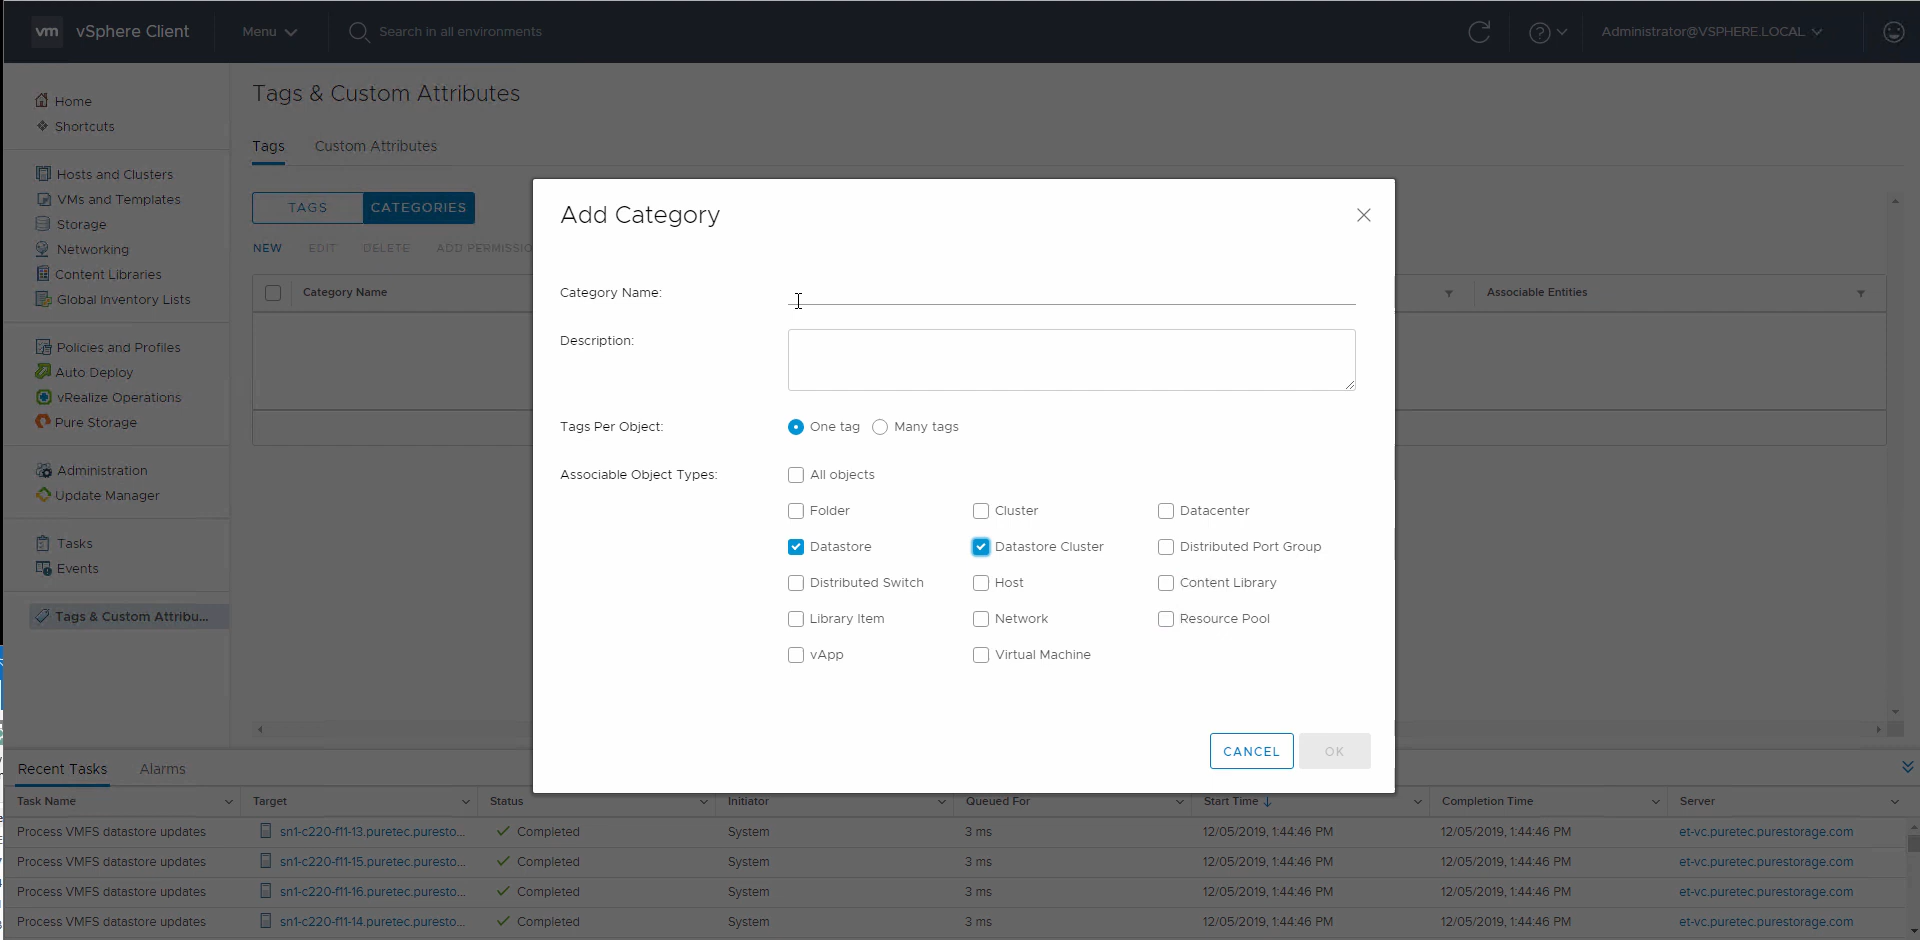 vm vSphere Client Menu Search in all environments Administrator@VSPHERE.LOCAL
Home
Shortcuts
Hosts and Clusters
VMs and Templates
Storage
Networking
Content Libraries
Global Inventory Lists
Policies and Profiles
Auto Deploy
vRealize Operations
Pure Storage
Administration
Update Manager
Tasks
Events
Tags & Custom Attribu...
Tags & Custom Attributes
Tags Custom Attributes
TAGS CATEGORIES
NEW EDIT DELETE ADD PERMISSIO
Category Name Associable Entities
Add Category
Category Name:
Description:
Tags Per Object: One tag Many tags
Associable Object Types: All objects
Folder Cluster Datacenter
Datastore Datastore Cluster Distributed Port Group
Distributed Switch Host Content Library
Library Item Network Resource Pool
vApp Virtual Machine
CANCEL OK
Recent Tasks Alarms
Task Name Target Status Initiator Queued For Start Time Completion Time Server
Process VMFS datastore updates sn1-c220-f11-13.puretec.puresto... Completed System 3 ms 12/05/2019, 1:44:46 PM 12/05/2019, 1:44:46 PM et-vc.puretec.purestorage.com
Process VMFS datastore updates sn1-c220-f11-15.puretec.puresto... Completed System 3 ms 12/05/2019, 1:44:46 PM 12/05/2019, 1:44:46 PM et-vc.puretec.purestorage.com
Process VMFS datastore updates sn1-c220-f11-16.puretec.puresto... Completed System 3 ms 12/05/2019, 1:44:46 PM 12/05/2019, 1:44:46 PM et-vc.puretec.purestorage.com
Process VMFS datastore updates sn1-c220-f11-14.puretec.puresto... Completed System 3 ms 12/05/2019, 1:44:46 PM 12/05/2019, 1:44:46 PM et-vc.puretec.purestorage.com